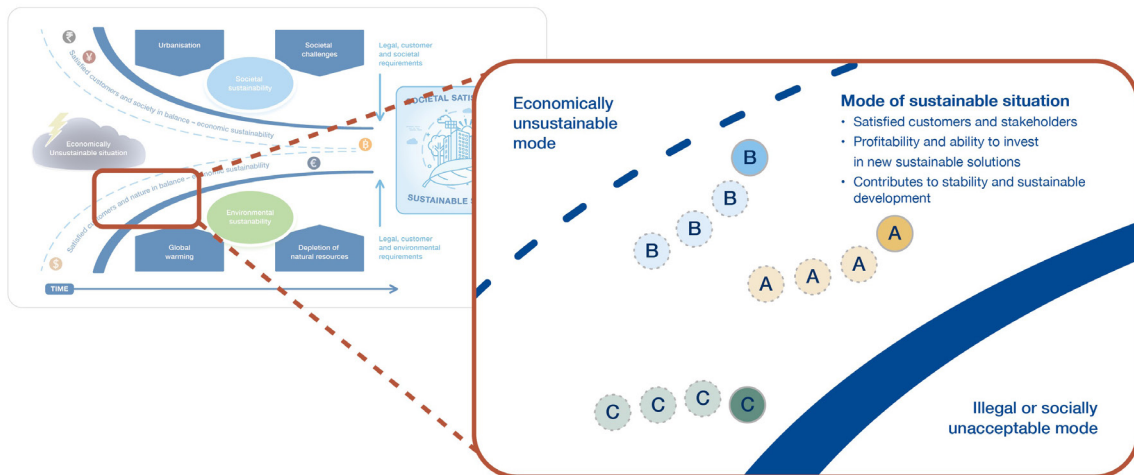 Urbanisation
Societal
challenges
Legal, customer
and societal
requirements
₹
¥
Satisfied customers and society in balance – economic sustainability
Societal
sustainability
SOCIETAL
Economically
Unsustainable situation
฿
€
Satisfied customers and nature in balance – economic sustainability
SUSTAINABLE
Environmental
sustainability
Global
warming
Depletion of
natural resources
Legal, customer
and environmental
requirements
$
TIME
Economically
unsustainable
mode
Mode of sustainable situation
• Satisfied customers and stakeholders
• Profitability and ability to invest
in new sustainable solutions
• Contributes to stability and sustainable
development
B
B
B
B
A
A
A
A
C
C
C
C
Illegal or socially
unacceptable mode